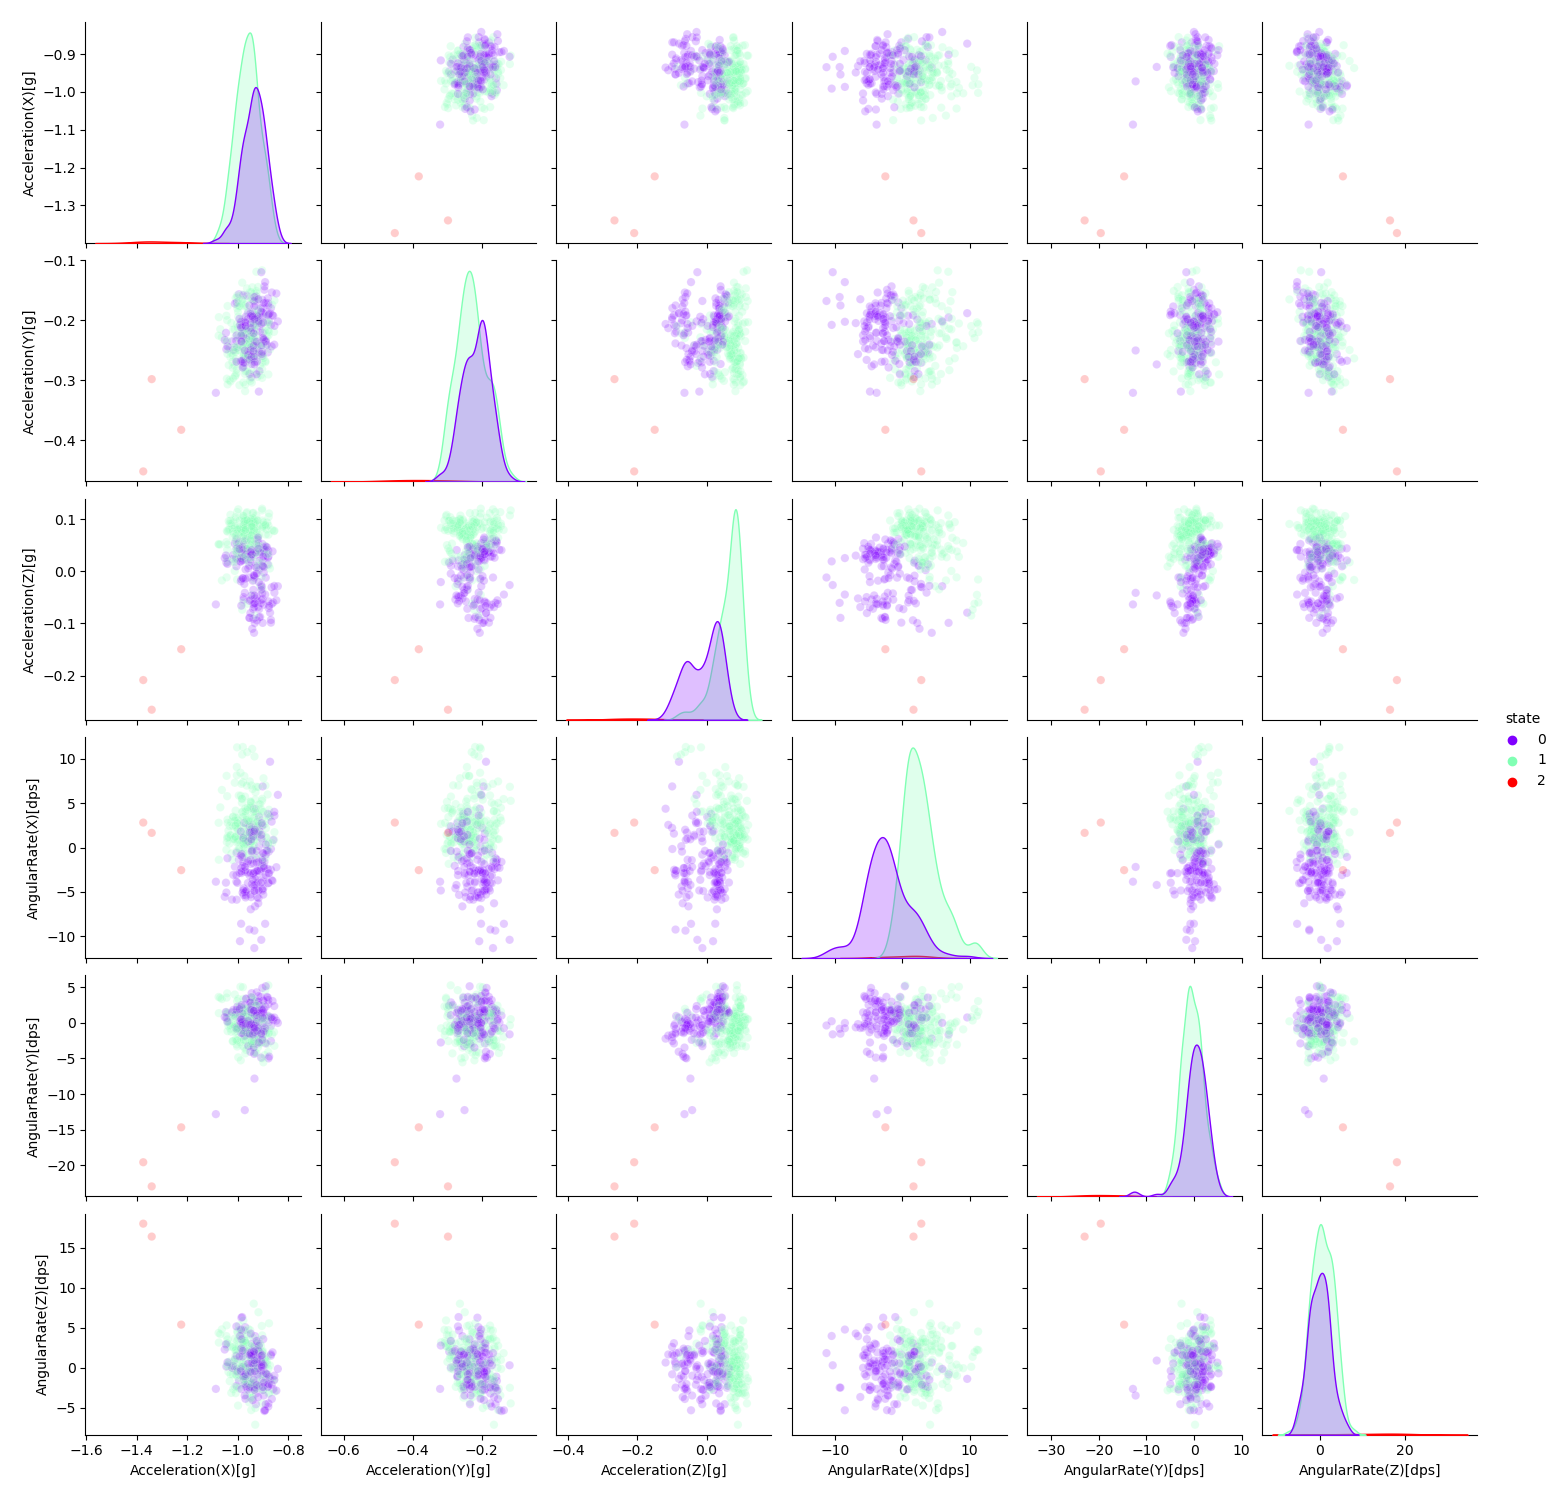 Acceleration(X)[g]
−0.9
−1.0
−1.1
−1.2
−1.3
Acceleration(Y)[g]
−0.1
−0.2
−0.3
−0.4
Acceleration(Z)[g]
0.1
0.0
−0.1
−0.2
AngularRate(X)[dps]
10
5
0
−5
−10
AngularRate(Y)[dps]
5
0
−5
−10
−15
−20
AngularRate(Z)[dps]
15
10
5
0
−5
−1.6 −1.4 −1.2 −1.0 −0.8
Acceleration(X)[g]
−0.6 −0.4 −0.2
Acceleration(Y)[g]
−0.4 −0.2 0.0
Acceleration(Z)[g]
−10 0 10
AngularRate(X)[dps]
−30 −20 −10 0 10
AngularRate(Y)[dps]
0 20
AngularRate(Z)[dps]
state
0
1
2